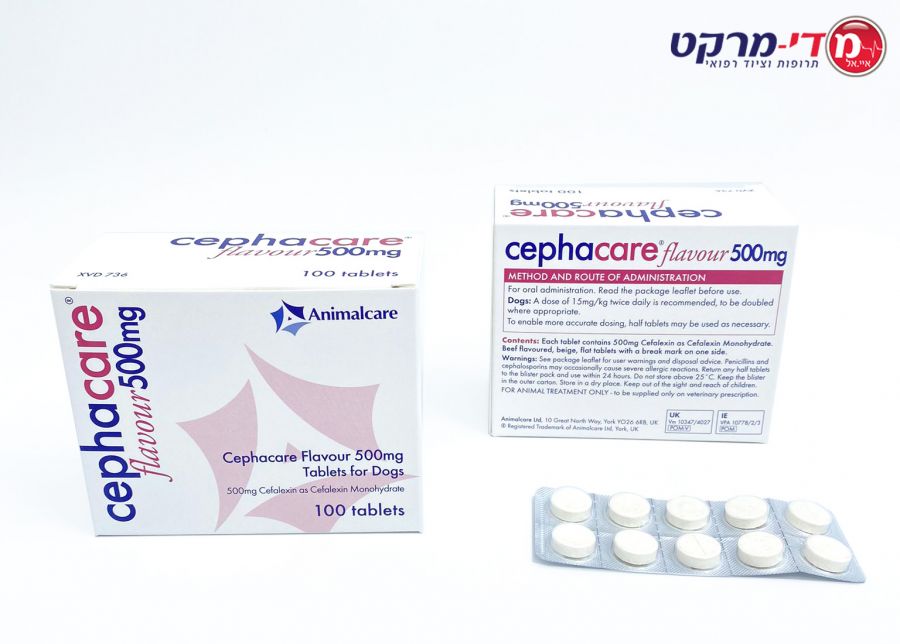 די-מרקט
מ
איי.אל
תרופות וציוד רפואי
cephacare®
flavour 500mg
XVD 736
100 tablets
cephacare®
flavour 500mg
Animalcare
Cephacare Flavour 500mg
Tablets for Dogs
500mg Cefalexin as Cefalexin Monohydrate
100 tablets
100 tablets
XVD 736
cephacare
flavour 500mg
cephacare® flavour 500mg
METHOD AND ROUTE OF ADMINISTRATION
For oral administration. Read the package leaflet before use.
Dogs: A dose of 15mg/kg twice daily is recommended, to be doubled
where appropriate.
To enable more accurate dosing, half tablets may be used as necessary.
Contents: Each tablet contains 500mg Cefalexin as Cefalexin Monohydrate.
Beef flavoured, beige, flat tablets with a break mark on one side.
Warnings: See package leaflet for user warnings and disposal advice. Penicillins and
cephalosporins may occasionally cause severe allergic reactions. Return any half tablets
to the blister pack and use within 24 hours. Do not store above 25°C. Keep the blister
in the outer carton. Store in a dry place. Keep out of the sight and reach of children.
FOR ANIMAL TREATMENT ONLY - to be supplied only on veterinary prescription.
Animalcare Ltd, 10 Great North Way, York YO26 6RB, UK
® Registered Trademark of Animalcare Ltd, York, UK
UK
Vm 10347/4027
POM-V
IE
VPA 10778/2/3
POM